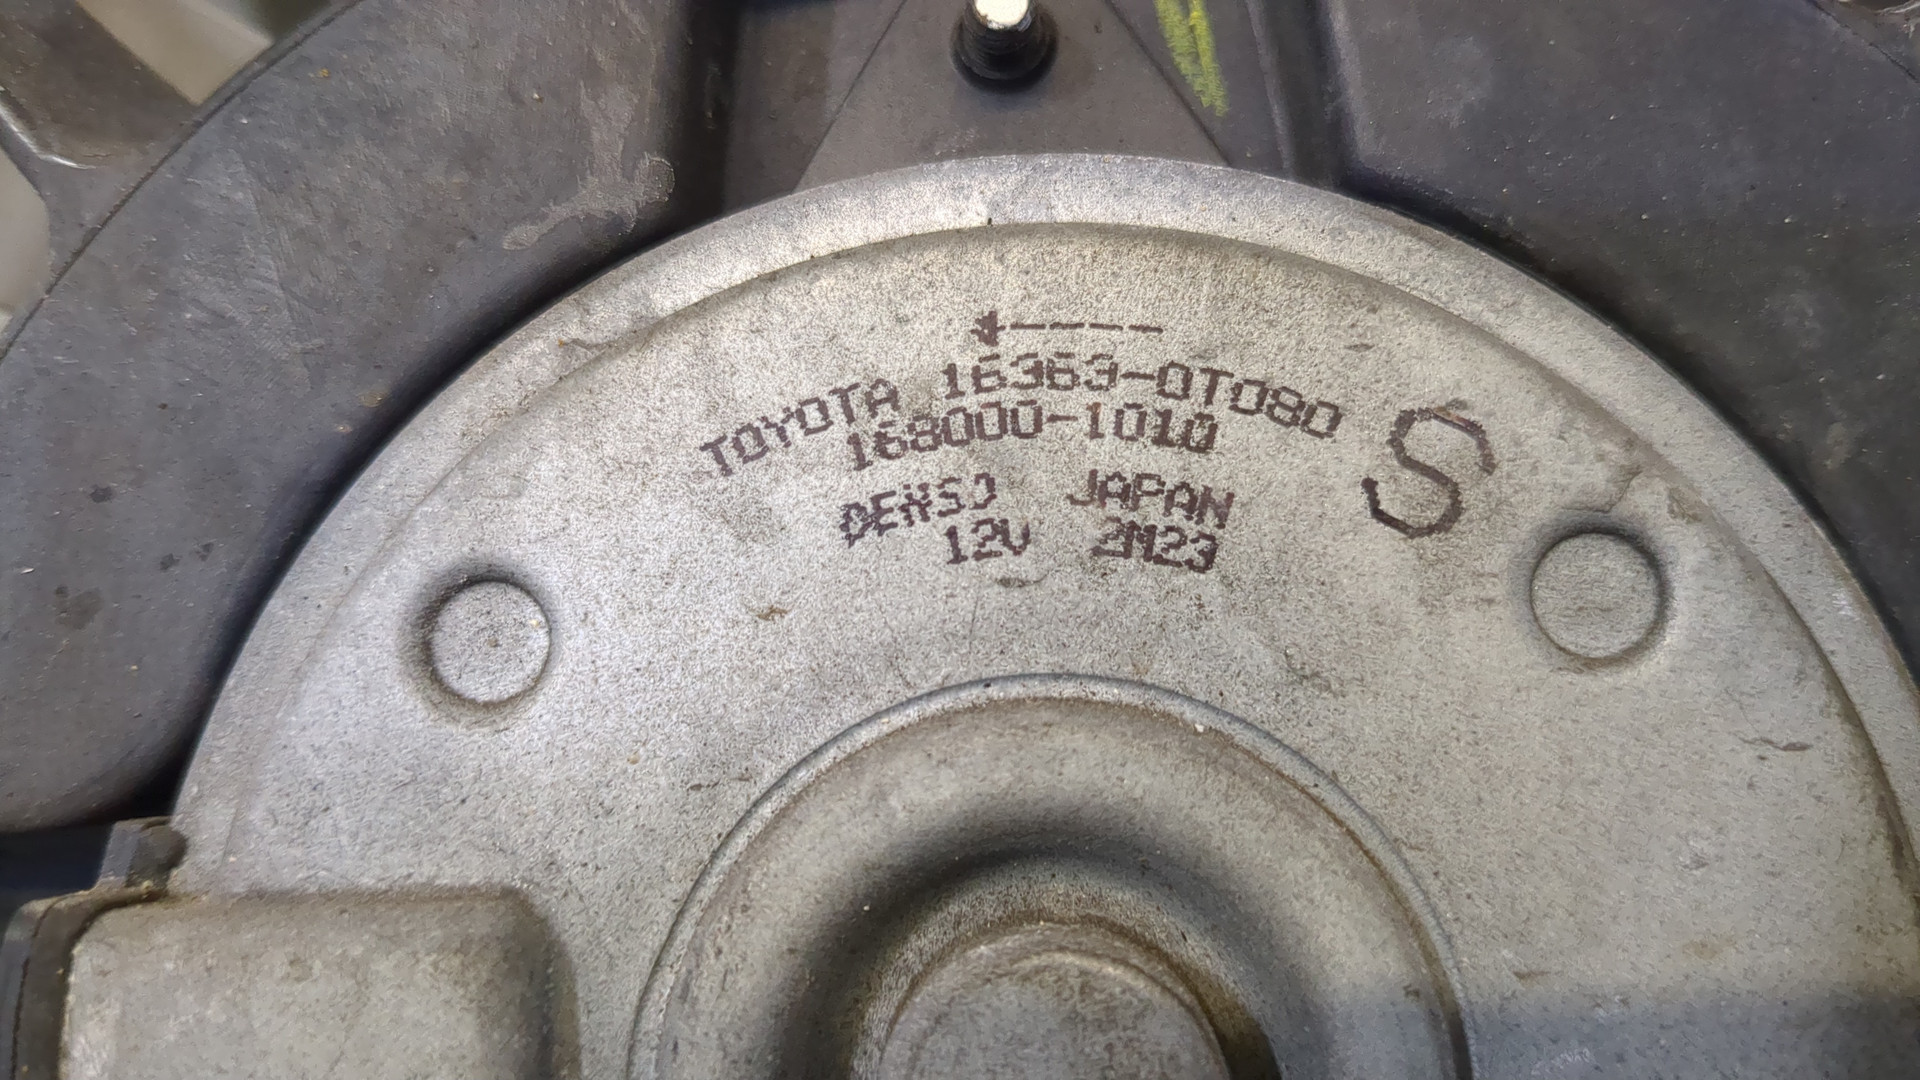 TOYOTA 16363-0T080
168000-1010
S
DENSO JAPAN
12V 2M23